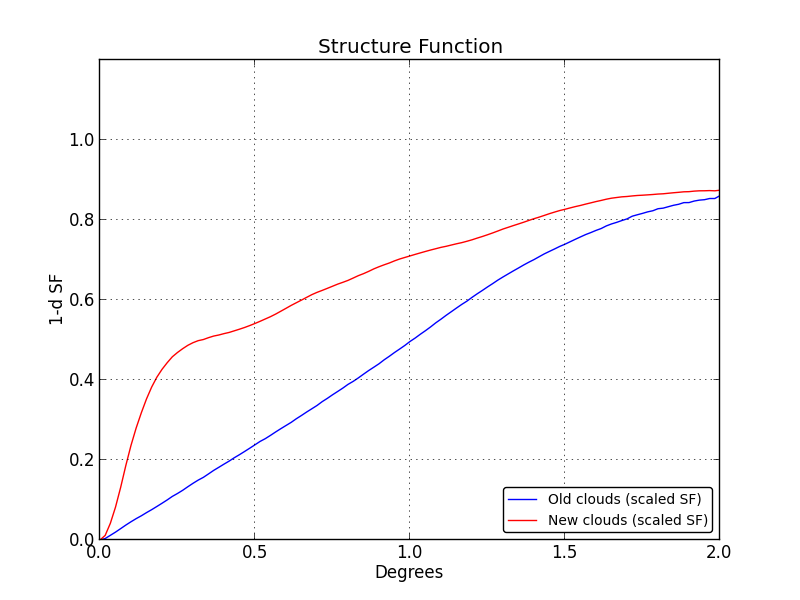 Structure Function
1-d SF
1.0
0.8
0.6
0.4
0.2
0.0
0.0 0.5 1.0 1.5 2.0
Degrees
Old clouds (scaled SF)
New clouds (scaled SF)